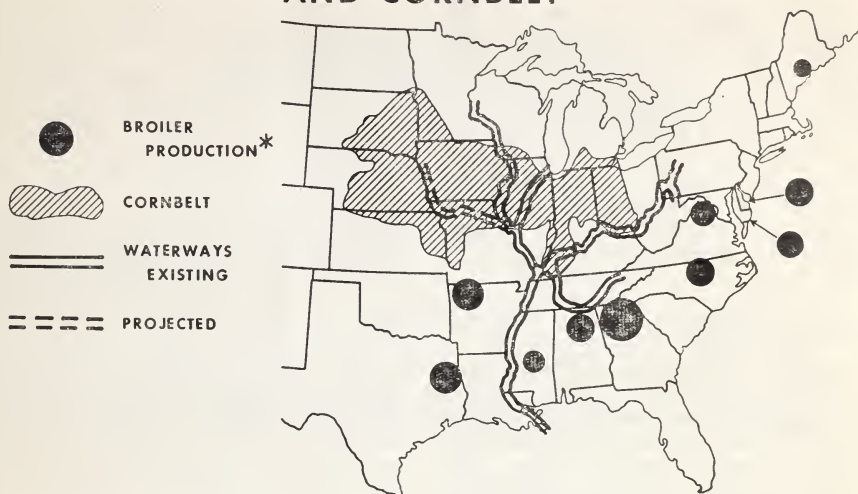 AND CORNBELT
BROILER
PRODUCTION*
CORNBELT
WATERWAYS
EXISTING
PROJECTED